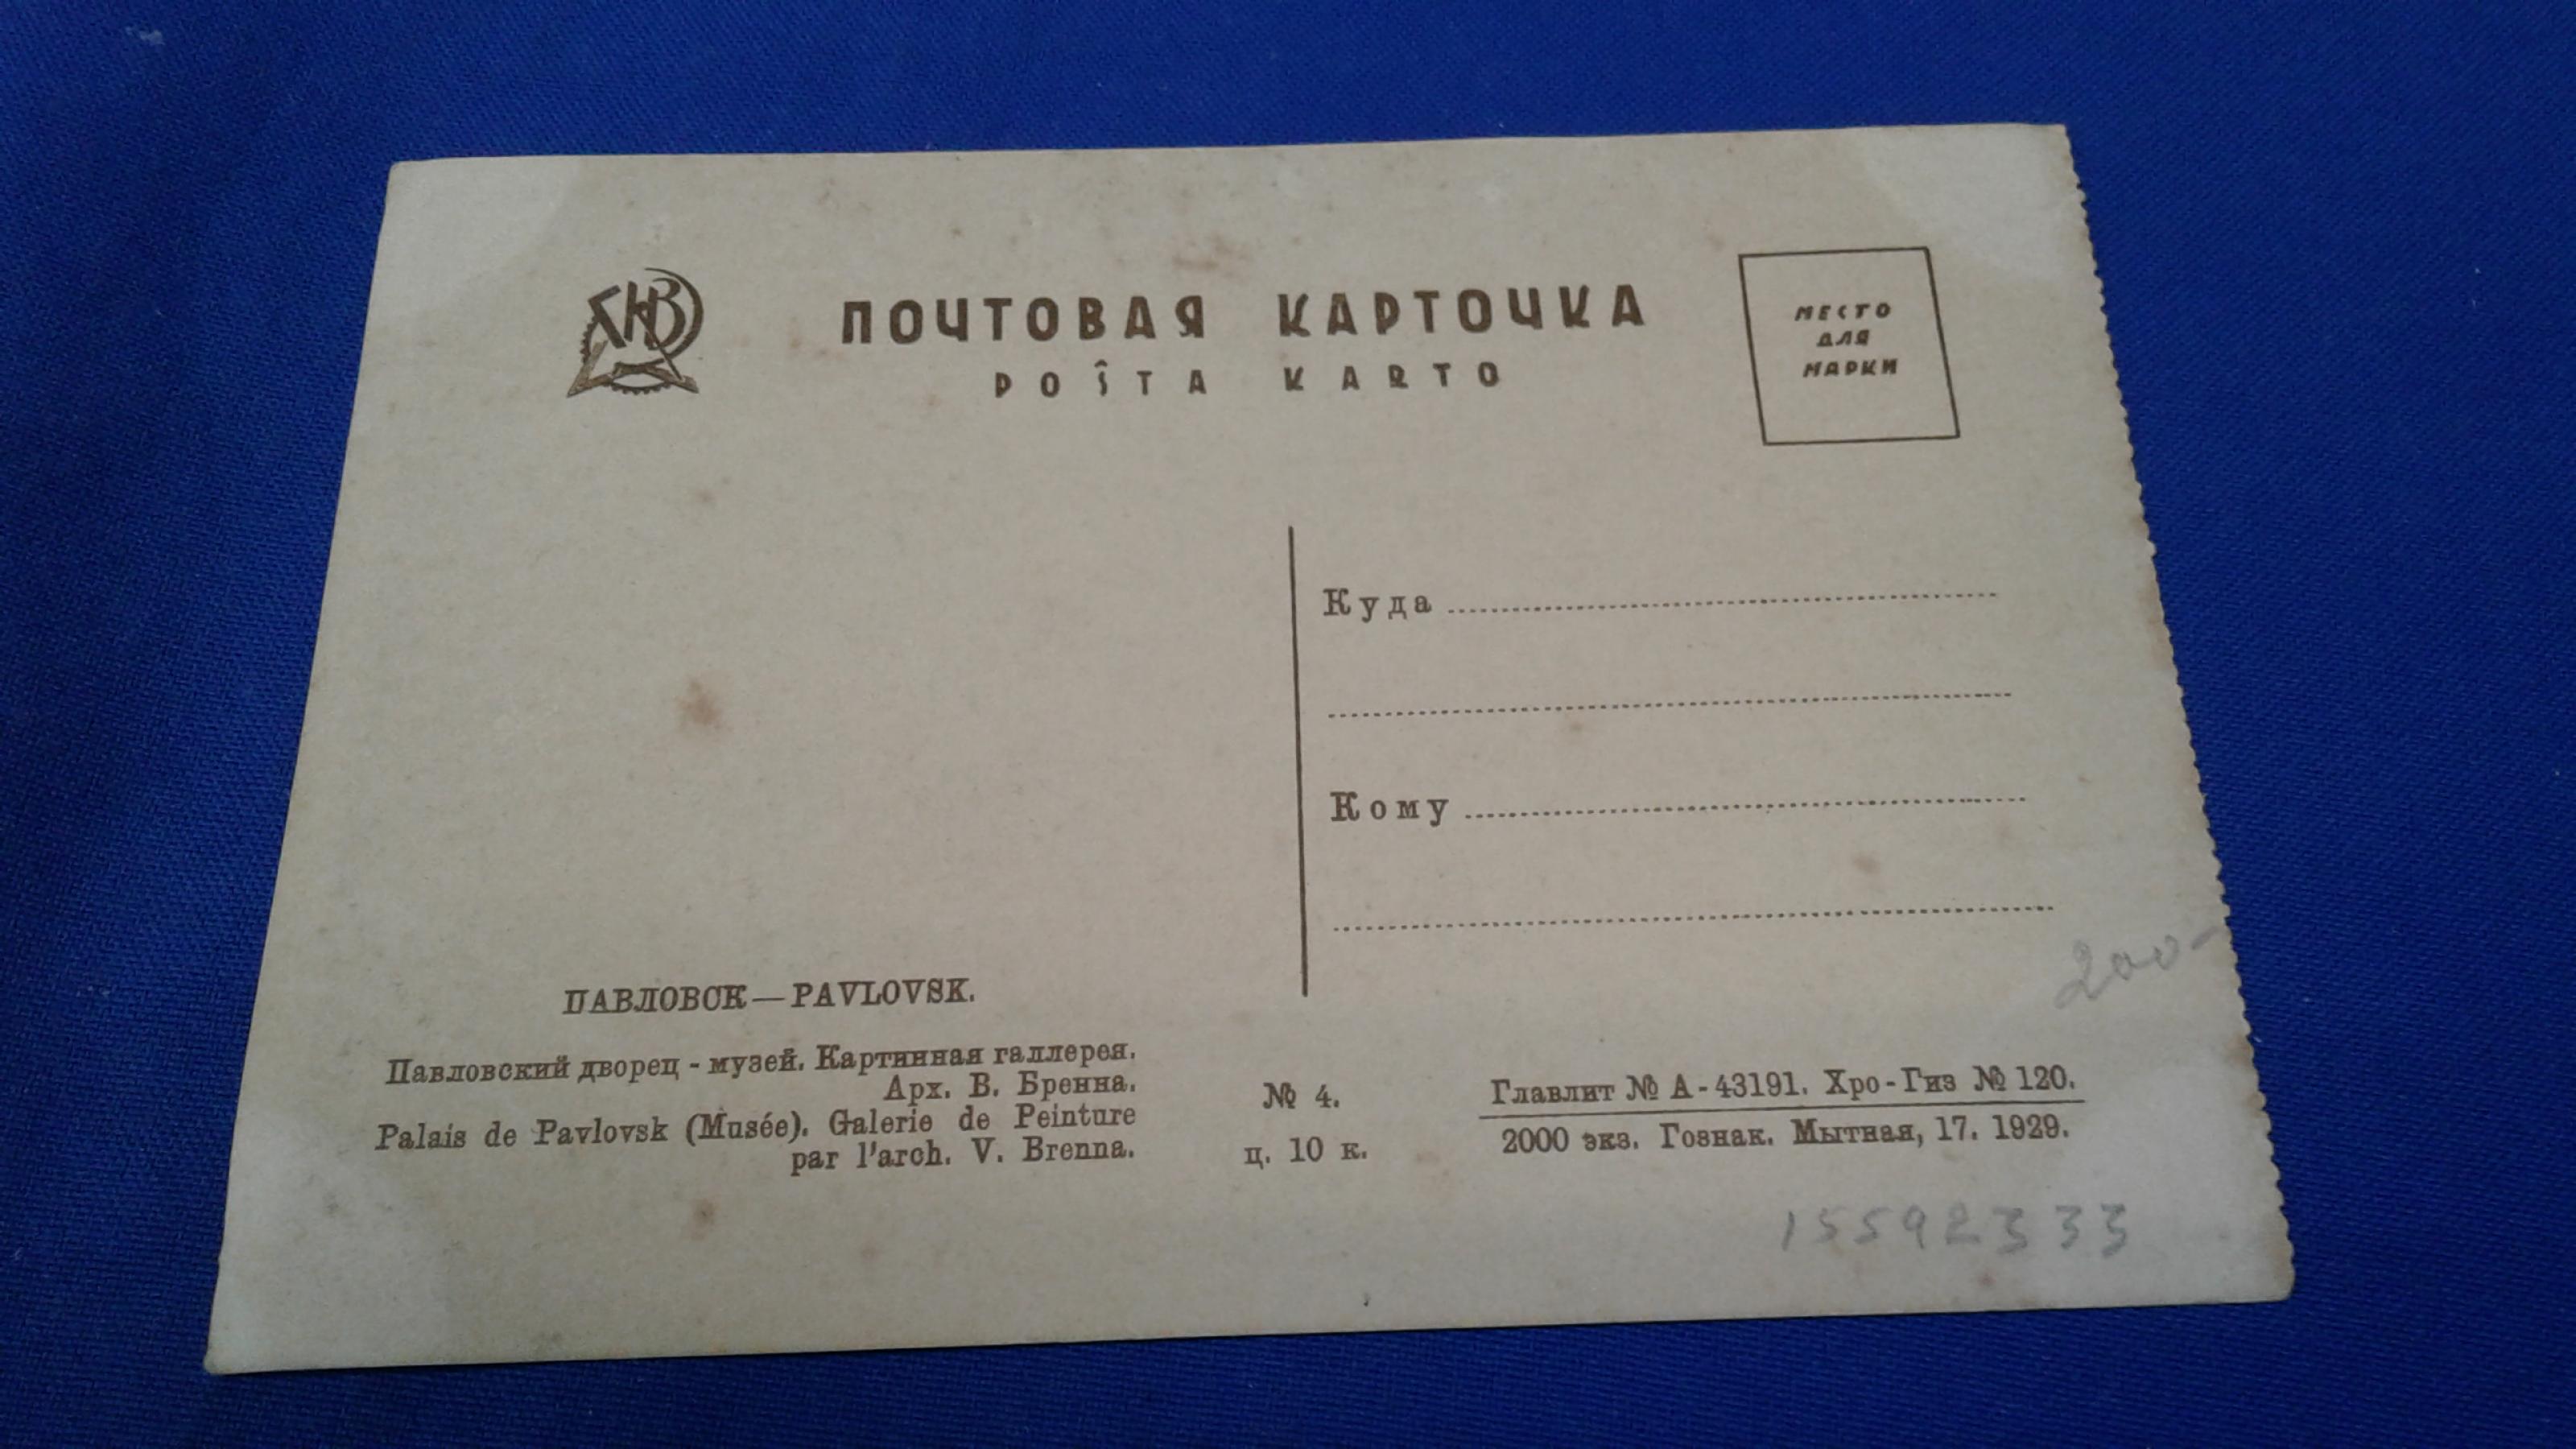 ГИЗ
ПОЧТОВАЯ КАРТОЧКА
POŜTA KARTO
МЕСТО
ДЛЯ
МАРКИ
Куда
Кому
200-
ПАВЛОВСК—PAVLOVSK.
Павловский дворец - музей. Картинная галлерея.
Арх. В. Бренна.
Palais de Pavlovsk (Musée). Galerie de Peinture
par l'arch. V. Brenna.
№ 4.
ц. 10 к.
Главлит № А-43191. Хро-Гиз № 120.
2000 экз. Гознак. Мытная, 17. 1929.
15592333